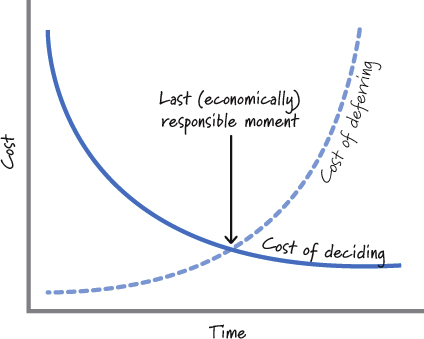 Last (economically)
responsible moment
Cost of deferring
Cost
Cost of deciding
Time